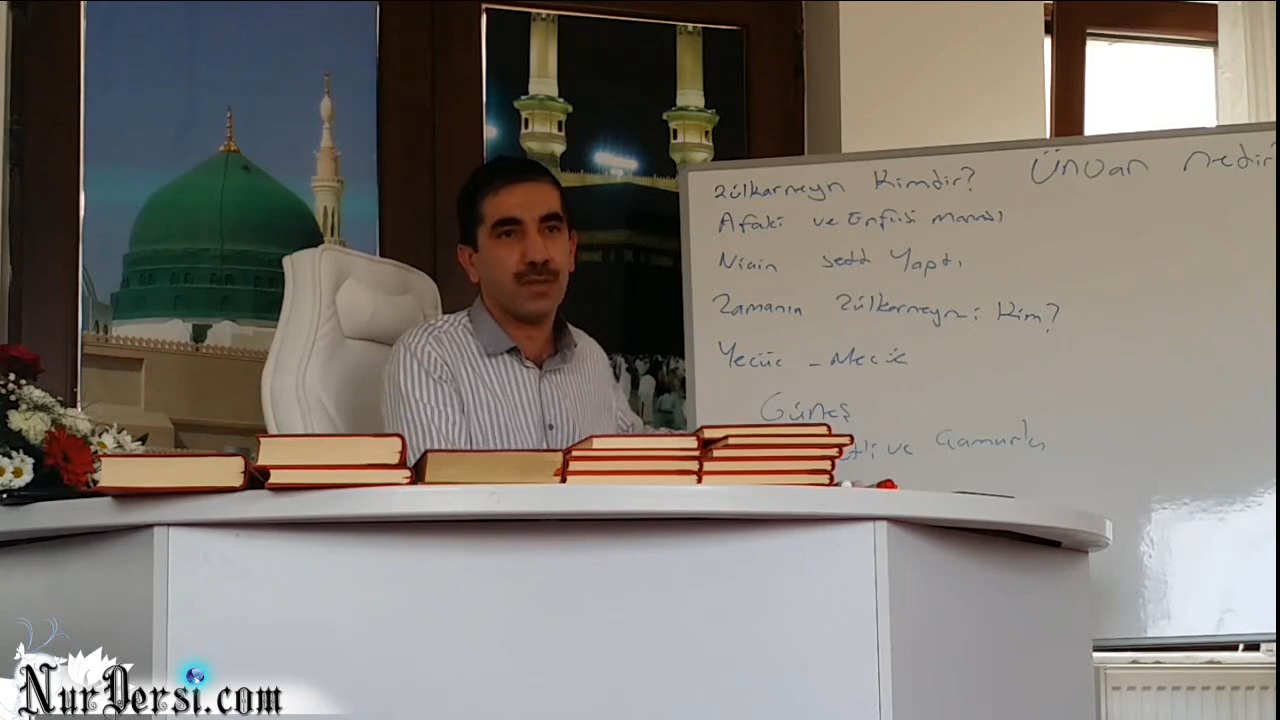 Zülkarneyn Kimdir? Ünvan nedir
Afaki ve Enfüsi manası
Niçin sedd Yaptı
Zamanın Zülkarneyni Kim?
Yecüc - Mecüc
Güneş
ve Çamurlu
NurDersi.com